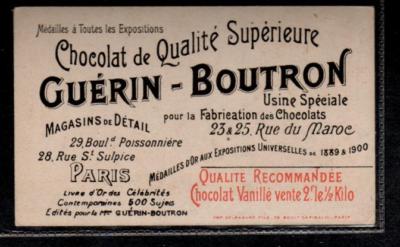 Médailles à Toutes les Expositions
Chocolat de Qualité Supérieure
GUÉRIN - BOUTRON
Usine Spéciale
pour la Fabrication des Chocolats
23 & 25, Rue du Maroc
MAGASINS DE DÉTAIL
29, Boul.d Poissonnière
28, Rue St. Sulpice
PARIS
MÉDAILLES D'OR AUX EXPOSITIONS UNIVERSELLES DE 1889 & 1900
Livre d'Or des Célébrités
Contemporaines 500 Sujets
Edités pour la Mon GUÉRIN-BOUTRON
QUALITE RECOMMANDÉE
Chocolat Vanillé vente 2f le ½ Kilo